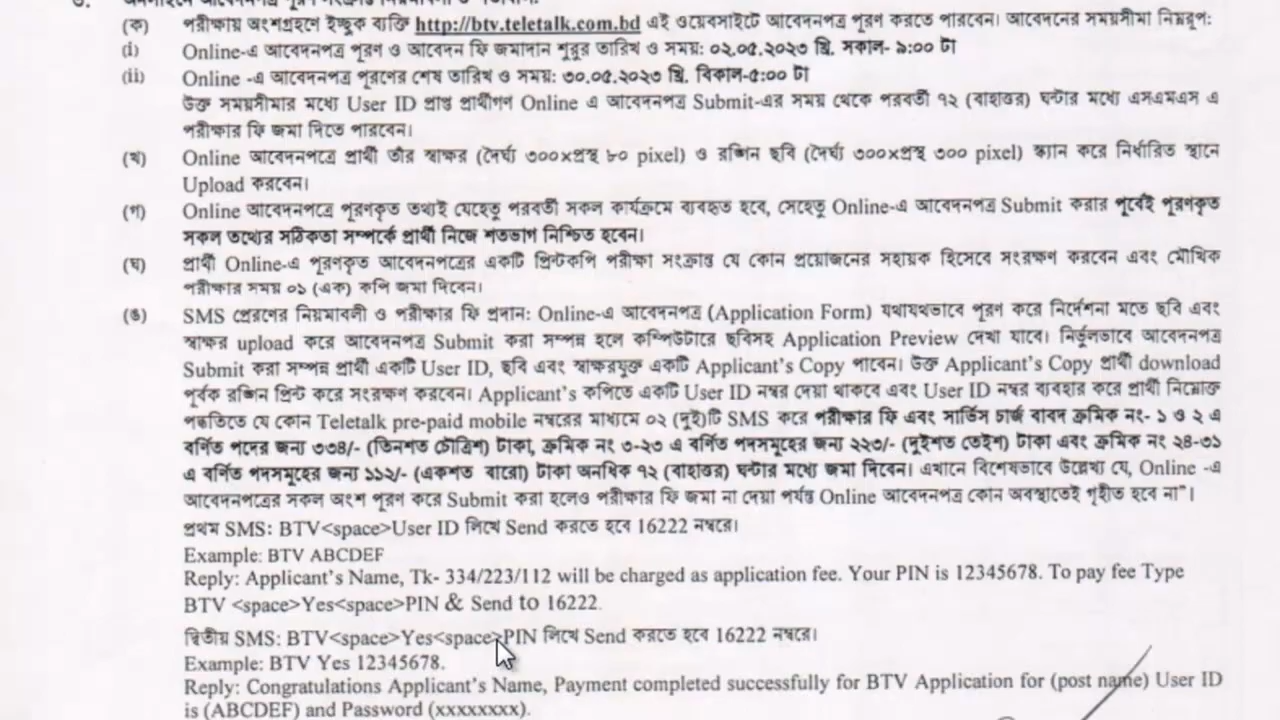 (ক) পরীক্ষায় অংশগ্রহণে ইচ্ছুক ব্যক্তি http://btv.teletalk.com.bd এই ওয়েবসাইটে আবেদনপত্র পূরণ করতে পারবেন। আবেদনের সময়সীমা নিম্নরূপ:
(i) Online-এ আবেদনপত্র পূরণ ও আবেদন ফি জমাদান শুরুর তারিখ ও সময়: ০২.০৫.২০২৩ খ্রি. সকাল- ৯:০০ টা
(ii) Online -এ আবেদনপত্র পূরণের শেষ তারিখ ও সময়: ৩০.০৫.২০২৩ খ্রি. বিকাল-৫:০০ টা
উক্ত সময়সীমার মধ্যে User ID প্রাপ্ত প্রার্থীগণ Online এ আবেদনপত্র Submit-এর সময় থেকে পরবর্তী ৭২ (বাহাত্তর) ঘন্টার মধ্যে এসএমএস এ
পরীক্ষার ফি জমা দিতে পারবেন।
(খ) Online আবেদনপত্রে প্রার্থী তাঁর স্বাক্ষর (দৈর্ঘ্য ৩০০×প্রস্থ ৮০ pixel) ও রঙ্গিন ছবি (দৈর্ঘ্য ৩০০×প্রস্থ ৩০০ pixel) স্ক্যান করে নির্ধারিত স্থানে
Upload করবেন।
(গ) Online আবেদনপত্রে পূরণকৃত তথ্যই যেহেতু পরবর্তী সকল কার্যক্রমে ব্যবহৃত হবে, সেহেতু Online-এ আবেদনপত্র Submit করার পূর্বেই পূরণকৃত
সকল তথ্যের সঠিকতা সম্পর্কে প্রার্থী নিজে শতভাগ নিশ্চিত হবেন।
(ঘ) প্রার্থী Online-এ পূরণকৃত আবেদনপত্রের একটি প্রিন্টকপি পরীক্ষা সংক্রান্ত যে কোন প্রয়োজনের সহায়ক হিসেবে সংরক্ষণ করবেন এবং মৌখিক
পরীক্ষার সময় ০১ (এক) কপি জমা দিবেন।
(ঙ) SMS প্রেরণের নিয়মাবলী ও পরীক্ষার ফি প্রদান: Online-এ আবেদনপত্র (Application Form) যথাযথভাবে পূরণ করে নির্দেশনা মতে ছবি এবং
স্বাক্ষর upload করে আবেদনপত্র Submit করা সম্পন্ন হলে কম্পিউটারে ছবিসহ Application Preview দেখা যাবে। নির্ভুলভাবে আবেদনপত্র
Submit করা সম্পন্ন প্রার্থী একটি User ID, ছবি এবং স্বাক্ষরযুক্ত একটি Applicant's Copy পাবেন। উক্ত Applicant's Copy প্রার্থী download
পূর্বক রঙ্গিন প্রিন্ট করে সংরক্ষণ করবেন। Applicant's কপিতে একটি User ID নম্বর দেয়া থাকবে এবং User ID নম্বর ব্যবহার করে প্রার্থী নিম্নোক্ত
পদ্ধতিতে যে কোন Teletalk pre-paid mobile নম্বরের মাধ্যমে ০২ (দুই)টি SMS করে পরীক্ষার ফি এবং সার্ভিস চার্জ বাবদ ক্রমিক নং- ১ ও ২ এ
বর্ণিত পদের জন্য ৩৩৪/- (তিনশত চৌত্রিশ) টাকা, ক্রমিক নং ৩-২৩ এ বর্ণিত পদসমূহের জন্য ২২৩/- (দুইশত তেইশ) টাকা এবং ক্রমিক নং ২৪-৩১
এ বর্ণিত পদসমূহের জন্য ১১২/- (একশত বারো) টাকা অনধিক ৭২ (বাহাত্তর) ঘন্টার মধ্যে জমা দিবেন। এখানে বিশেষভাবে উল্লেখ্য যে, Online -এ
আবেদনপত্রের সকল অংশ পূরণ করে Submit করা হলেও পরীক্ষার ফি জমা না দেয়া পর্যন্ত Online আবেদনপত্র কোন অবস্থাতেই গৃহীত হবে না"।
প্রথম SMS: BTV<space>User ID লিখে Send করতে হবে 16222 নম্বরে।
Example: BTV ABCDEF
Reply: Applicant's Name, Tk- 334/223/112 will be charged as application fee. Your PIN is 12345678. To pay fee Type
BTV <space>Yes<space>PIN & Send to 16222.
দ্বিতীয় SMS: BTV<space>Yes<space>PIN লিখে Send করতে হবে 16222 নম্বরে।
Example: BTV Yes 12345678.
Reply: Congratulations Applicant's Name, Payment completed successfully for BTV Application for (post name) User ID
is (ABCDEF) and Password (xxxxxxxx).